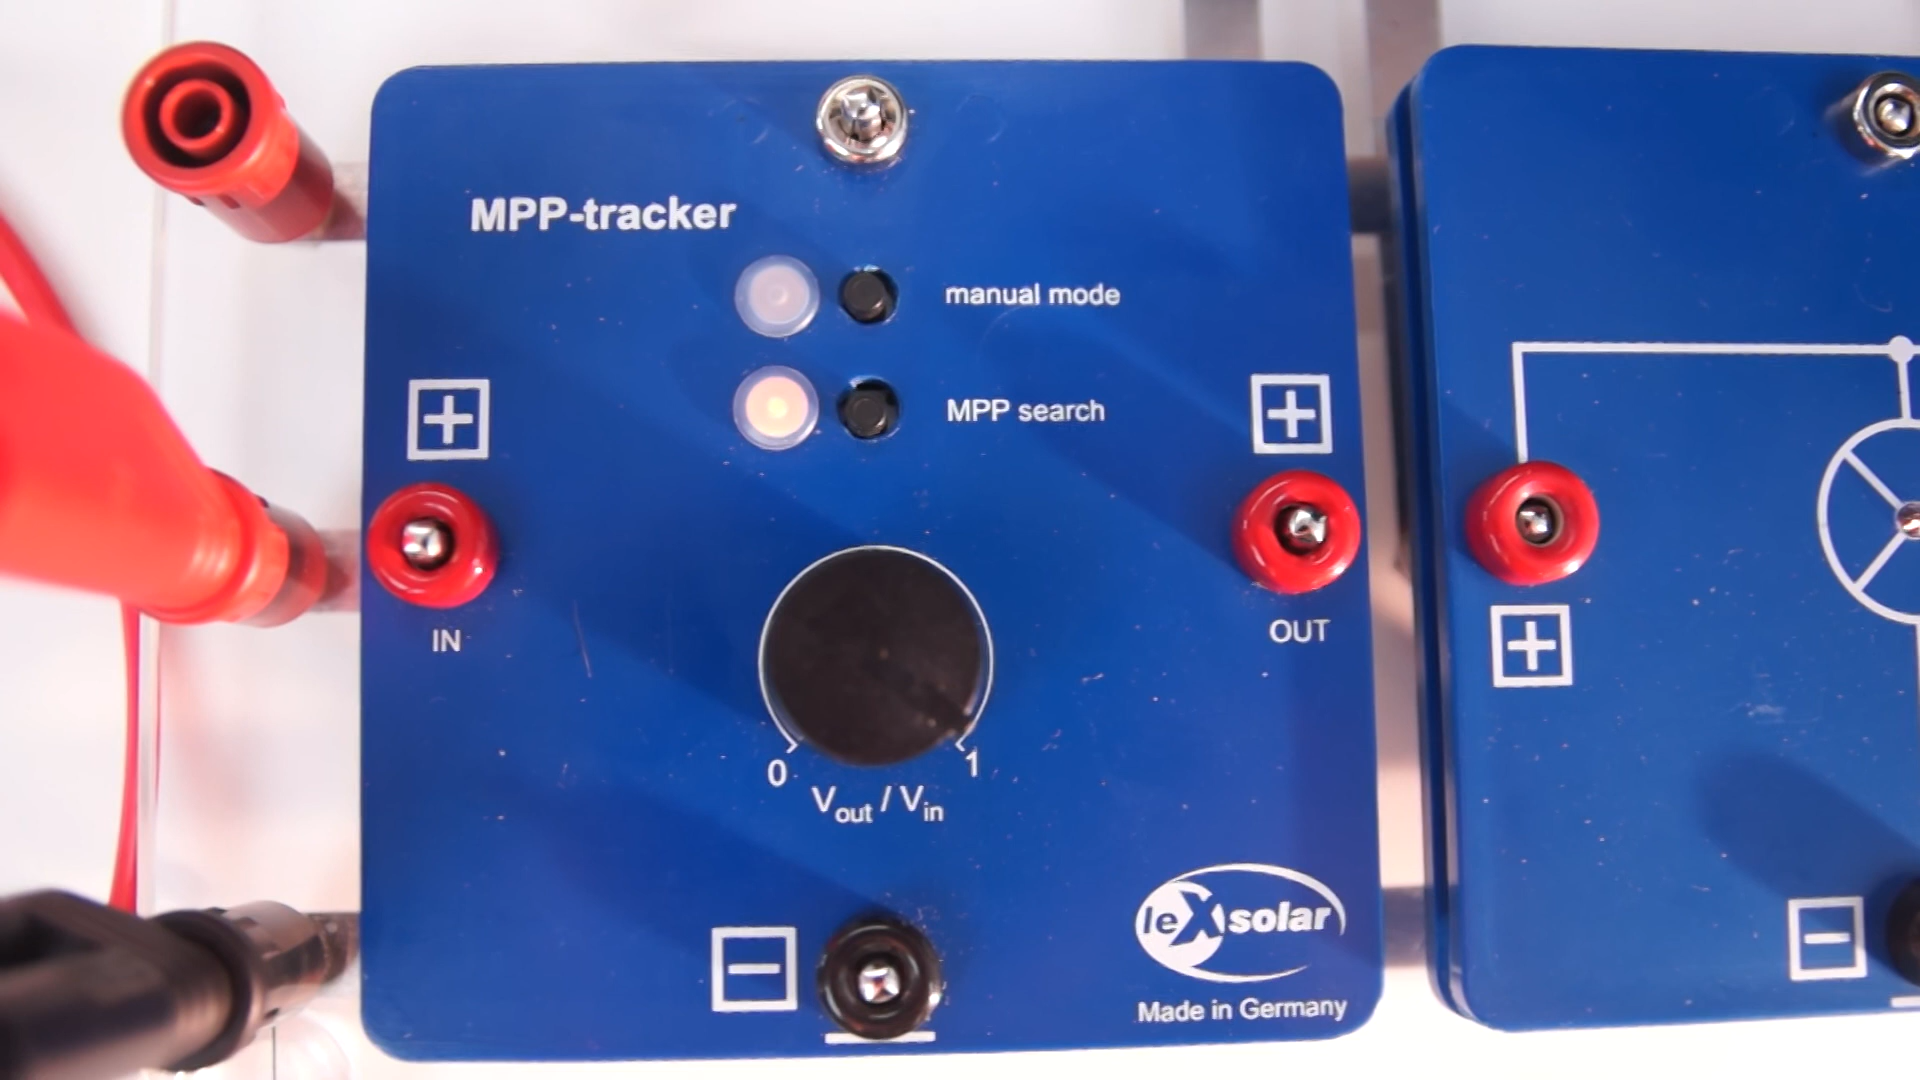 MPP-tracker
manual mode
MPP search
+
+
IN
OUT
+
0
1
Vout / Vin
leXsolar
−
−
Made in Germany